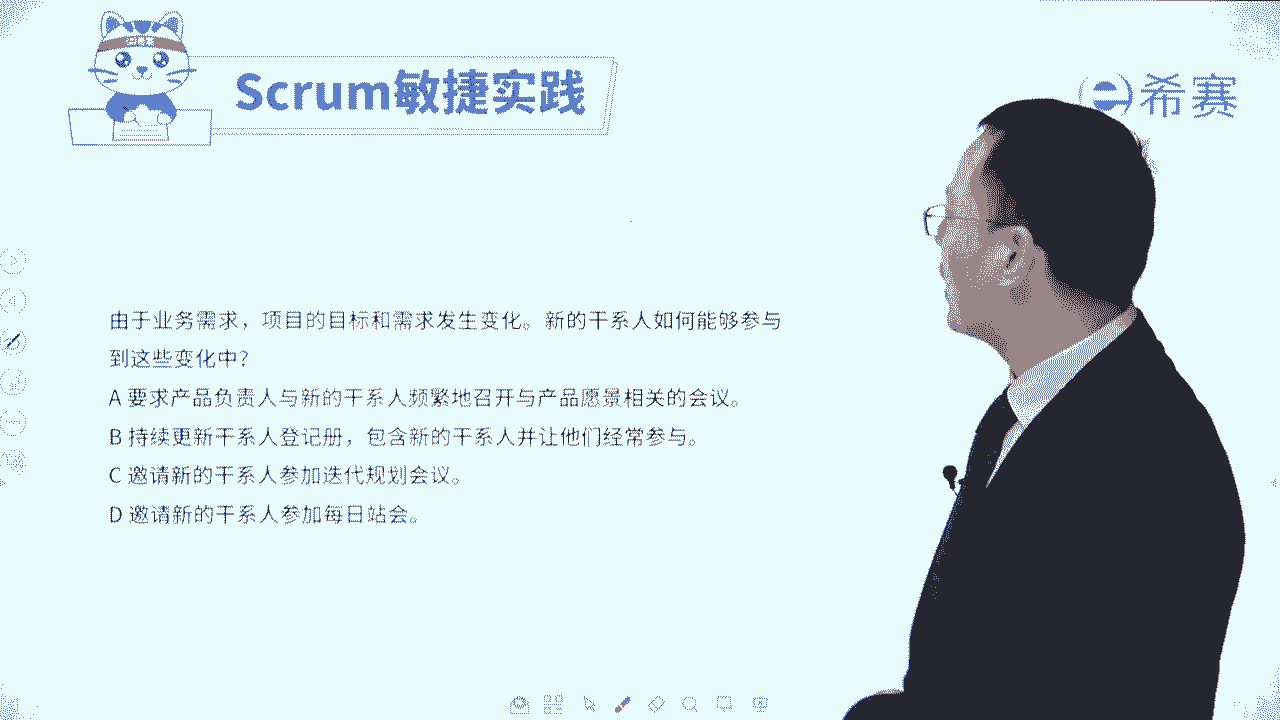 Scrum敏捷实践
希赛
由于业务需求，项目的目标和需求发生变化。新的干系人如何能够参与
到这些变化中？
A 要求产品负责人与新的干系人频繁地召开与产品愿景相关的会议。
B 持续更新干系人登记册，包含新的干系人并让他们经常参与。
C 邀请新的干系人参加迭代规划会议。
D 邀请新的干系人参加每日站会。